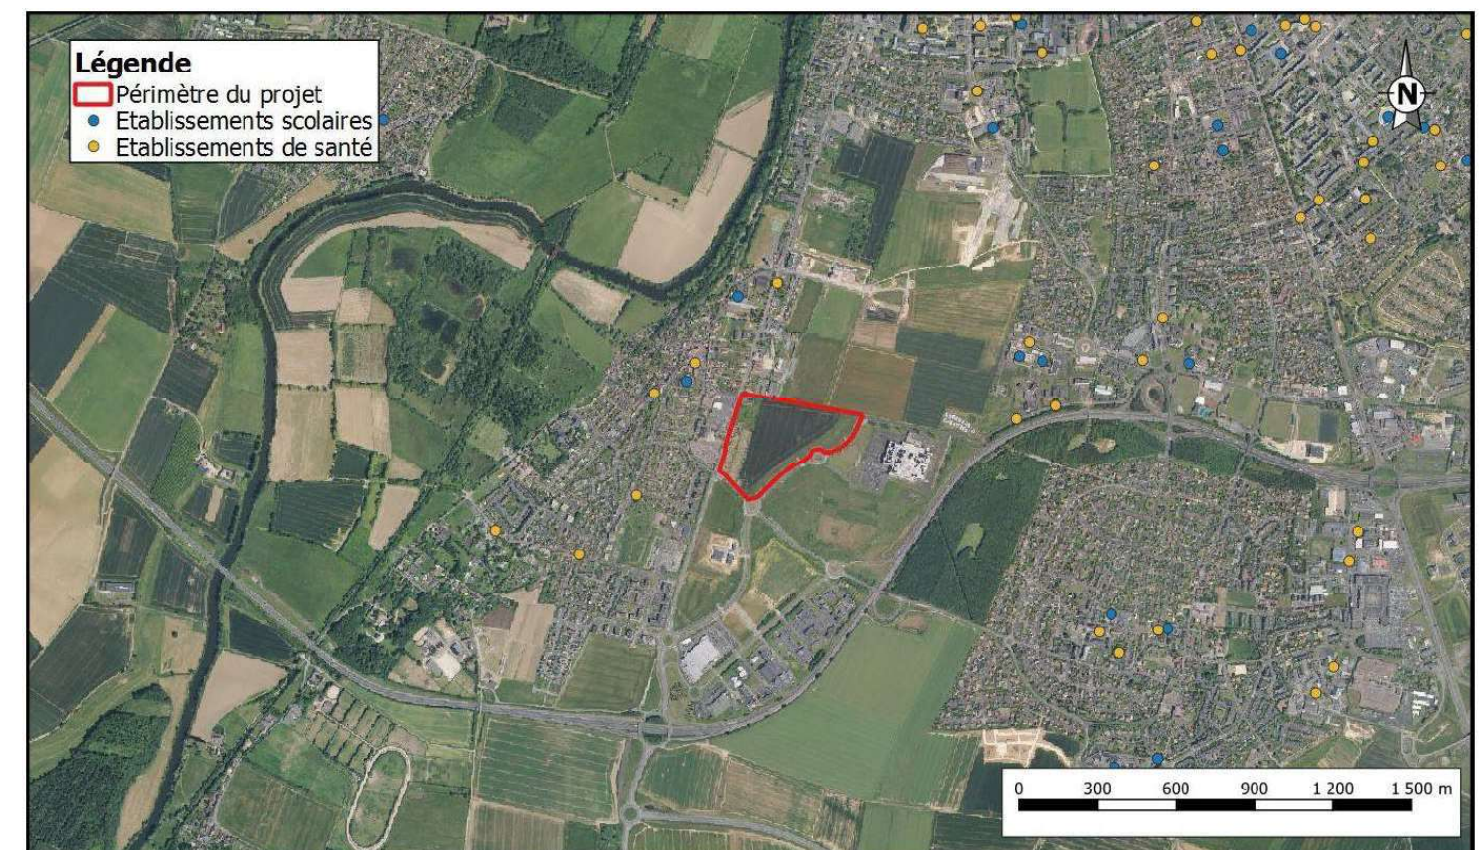 Légende
Périmètre du projet
Etablissements scolaires
Etablissements de santé
N
0 300 600 900 1 200 1 500 m